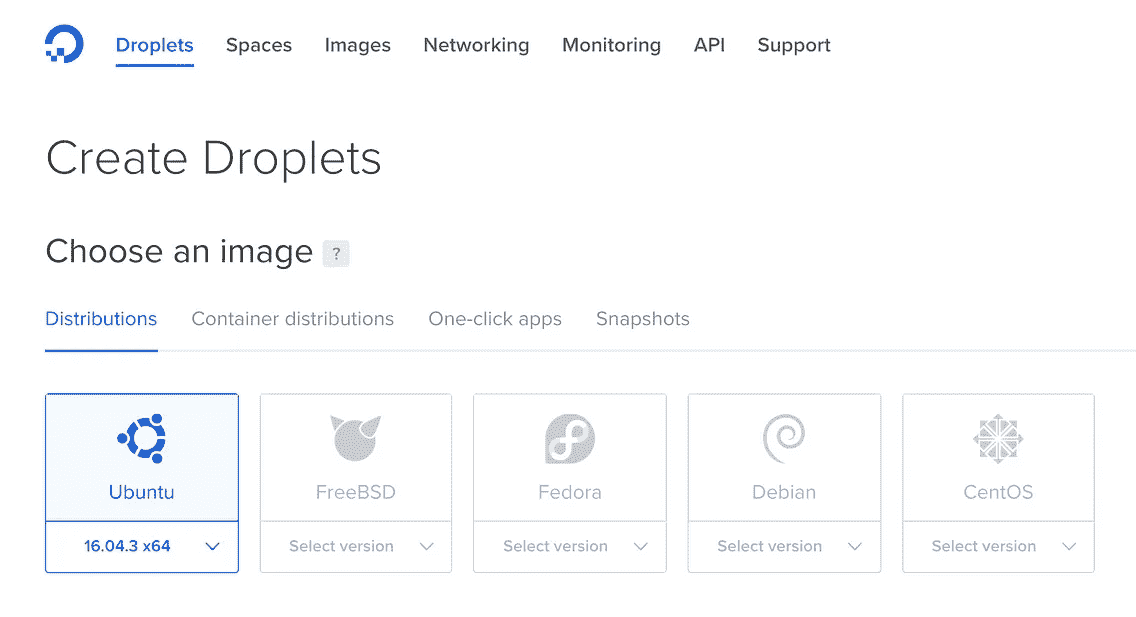 Droplets Spaces Images Networking Monitoring API Support
Create Droplets
Choose an image ?
Distributions Container distributions One-click apps Snapshots
Ubuntu FreeBSD Fedora Debian CentOS
16.04.3 x64 Select version Select version Select version Select version